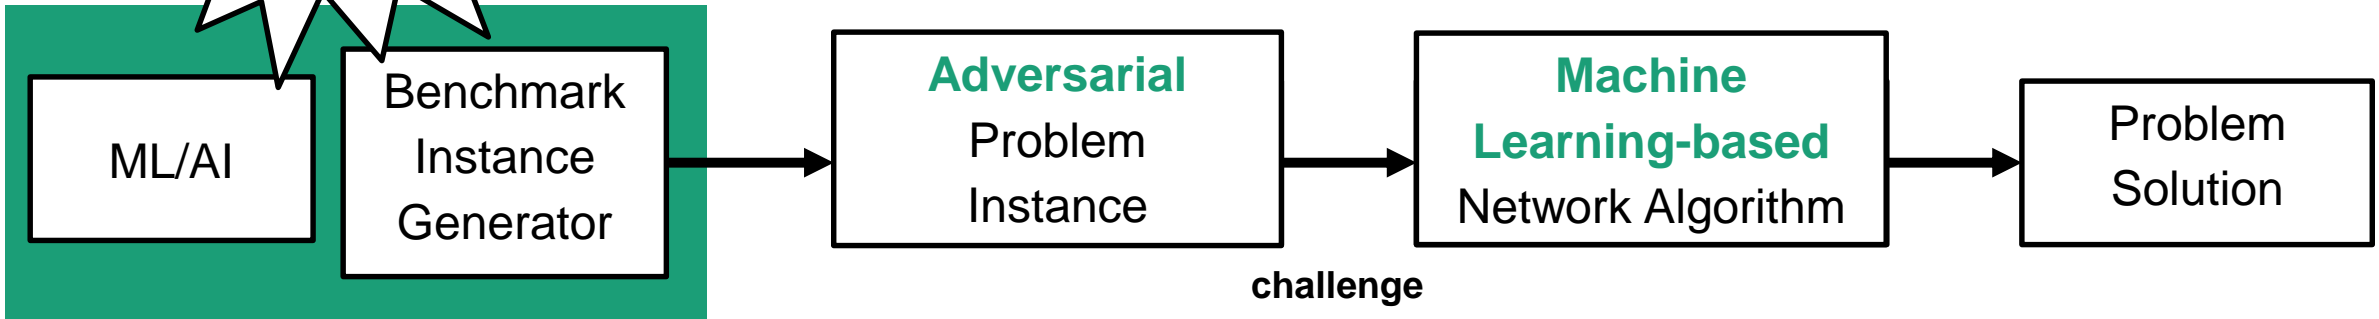 ML/AI
Benchmark
Instance
Generator
Adversarial
Problem
Instance
Machine
Learning-based
Network Algorithm
Problem
Solution
challenge